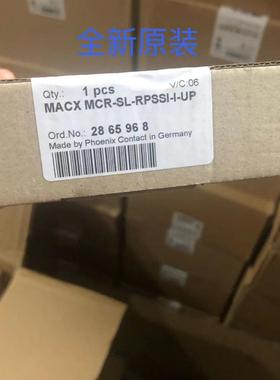 全新原装
Qty.: 1 pcs V/C:06
MACX MCR-SL-RPSSI-I-UP
Ord.No.: 28 65 96 8
Made by Phoenix Contact in Germany